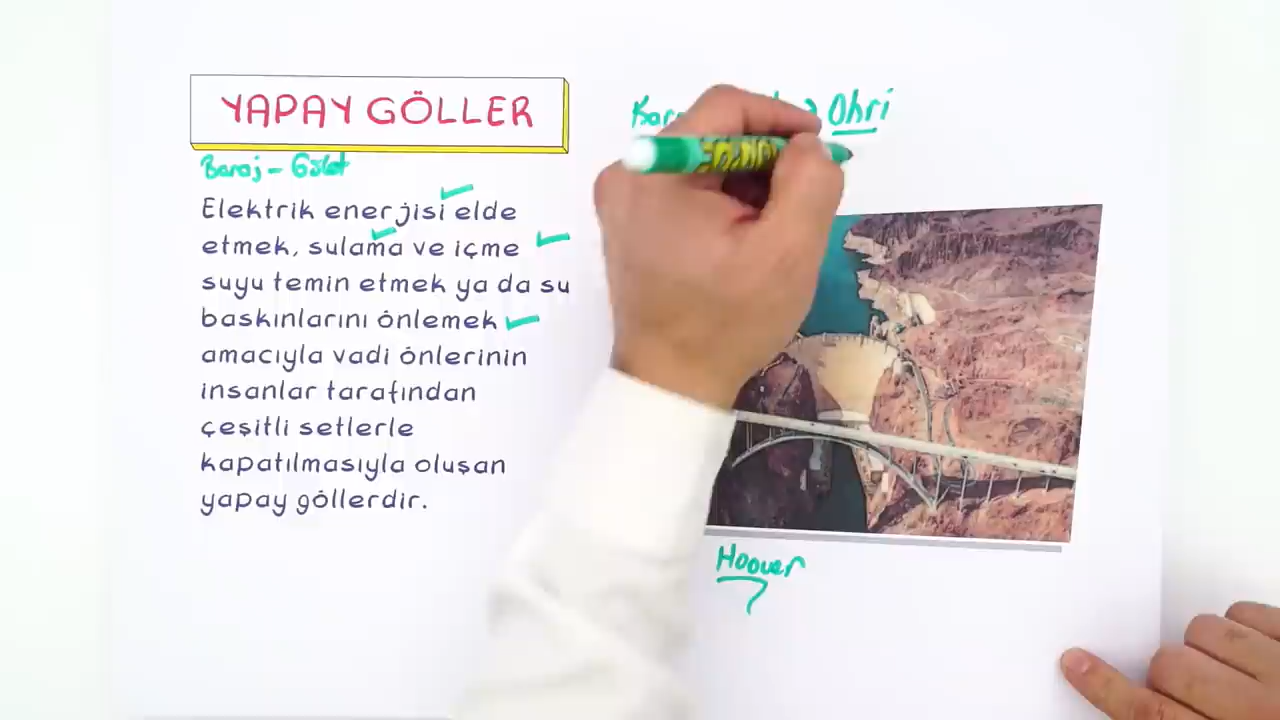 YAPAY GÖLLER
Baraj - Gölet
Elektrik enerjisi elde
etmek, sulama ve içme
suyu temin etmek ya da su
baskınlarını önlemek
amacıyla vadi önlerinin
insanlar tarafından
çeşitli setlerle
kapatılmasıyla oluşan
yapay göllerdir.
Ohri
Hoover